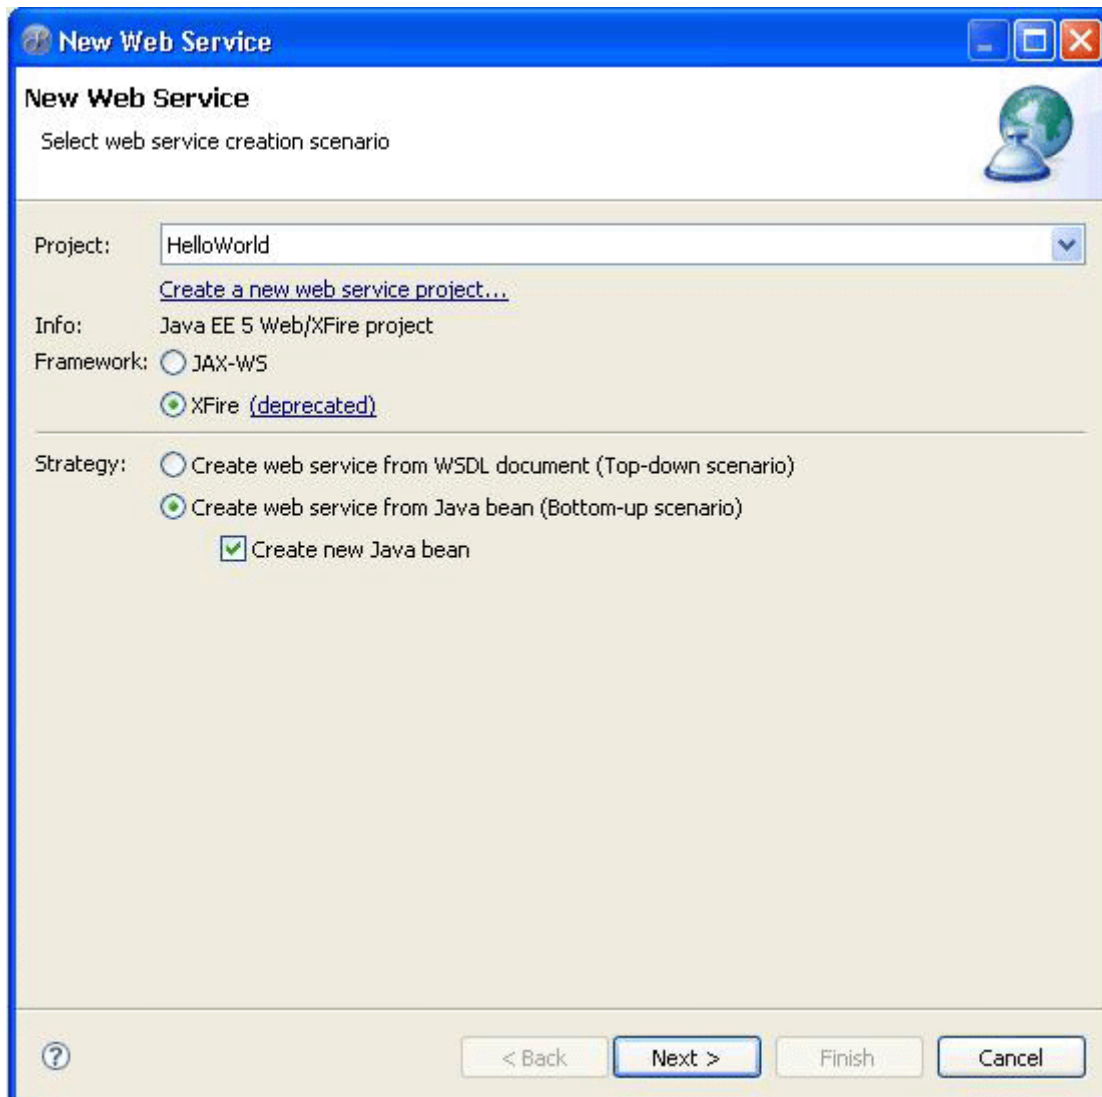 New Web Service
New Web Service
Select web service creation scenario
Project: HelloWorld
Create a new web service project...
Info: Java EE 5 Web/XFire project
Framework: JAX-WS
XFire (deprecated)
Strategy: Create web service from WSDL document (Top-down scenario)
Create web service from Java bean (Bottom-up scenario)
Create new Java bean
? < Back Next > Finish Cancel